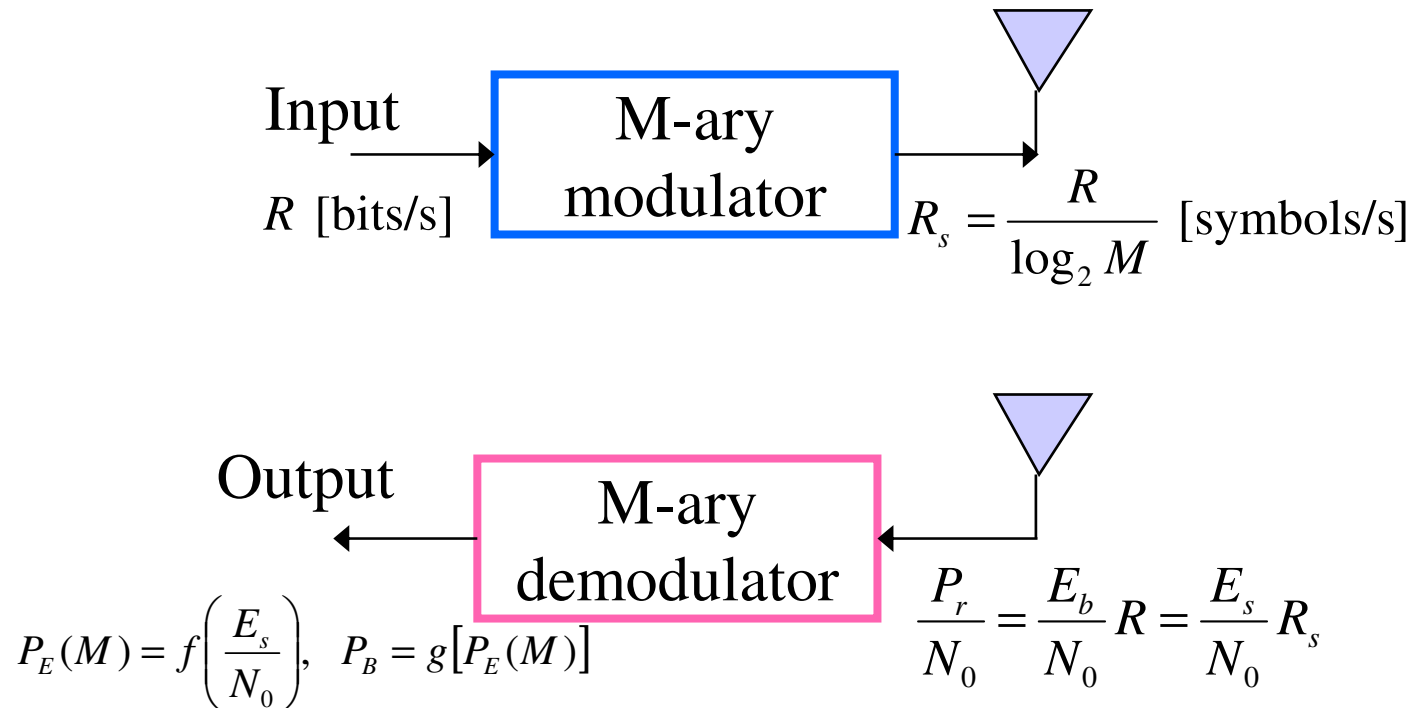 Input
R [bits/s]
M-ary
modulator
R_s = R / log_2 M [symbols/s]
Output
M-ary
demodulator
P_E(M) = f(E_s / N_0), P_B = g[P_E(M)]
P_r / N_0 = E_b / N_0 R = E_s / N_0 R_s